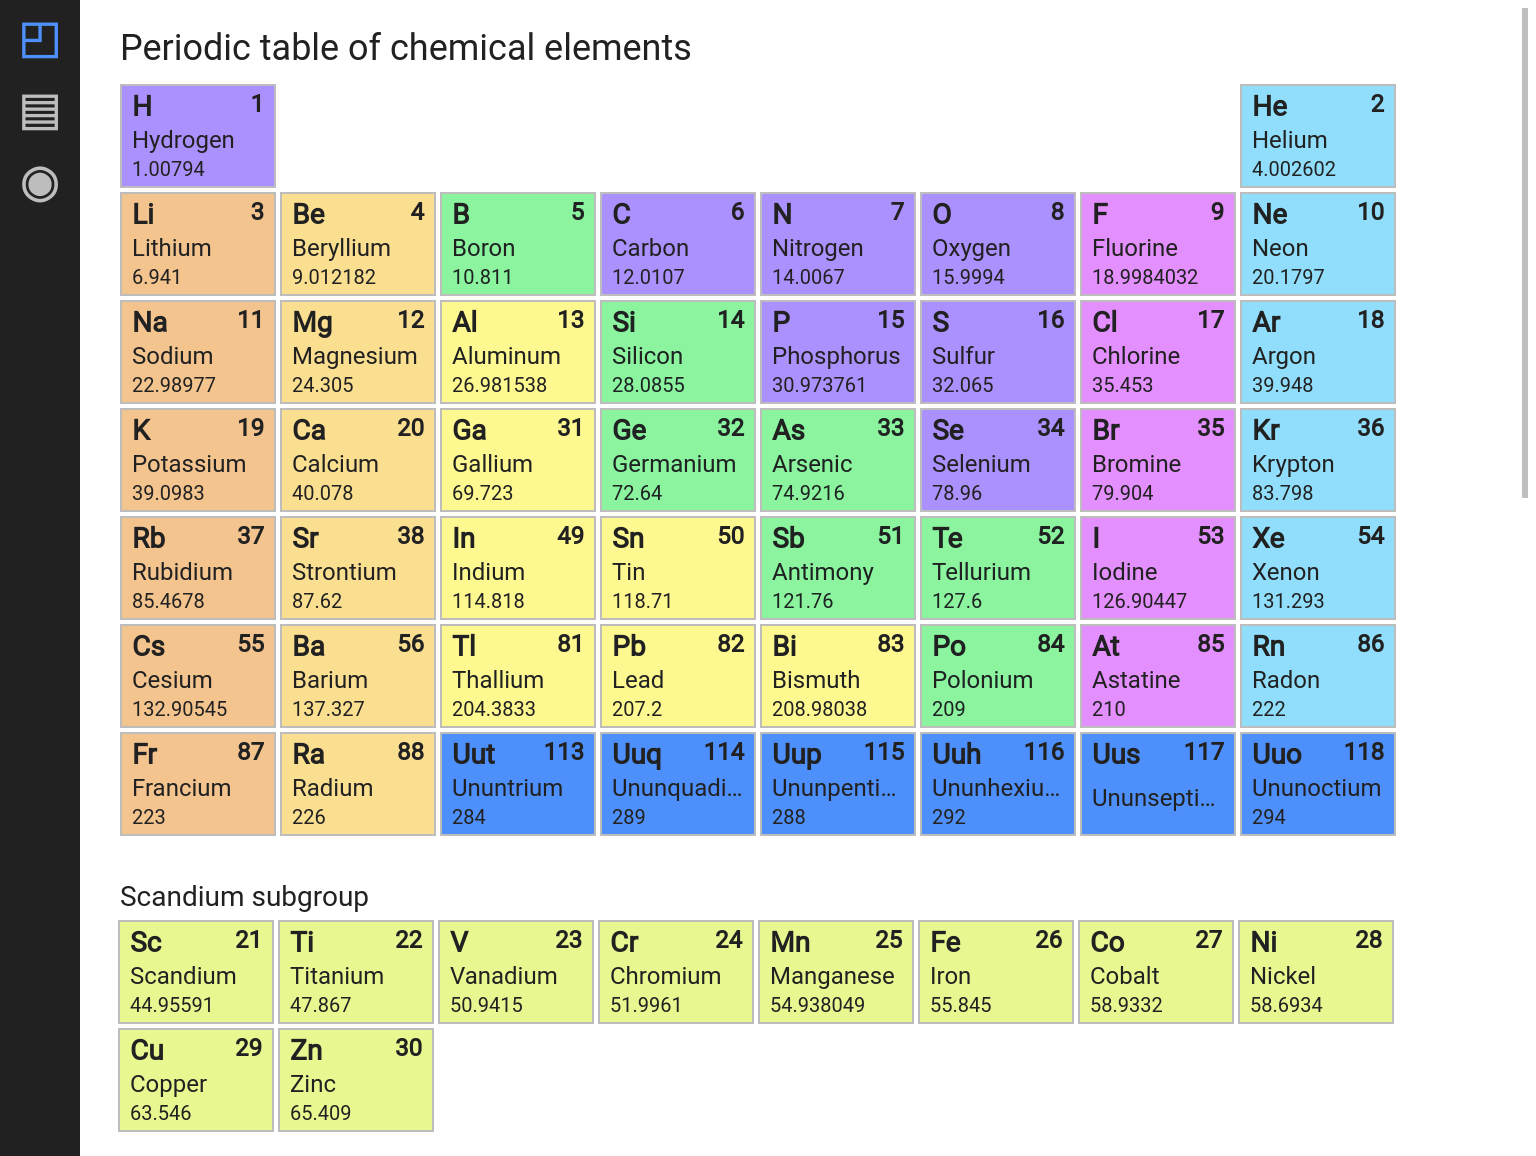 Periodic table of chemical elements
H 1 He 2
Hydrogen Helium
1.00794 4.002602
Li 3 Be 4 B 5 C 6 N 7 O 8 F 9 Ne 10
Lithium Beryllium Boron Carbon Nitrogen Oxygen Fluorine Neon
6.941 9.012182 10.811 12.0107 14.0067 15.9994 18.9984032 20.1797
Na 11 Mg 12 Al 13 Si 14 P 15 S 16 Cl 17 Ar 18
Sodium Magnesium Aluminum Silicon Phosphorus Sulfur Chlorine Argon
22.98977 24.305 26.981538 28.0855 30.973761 32.065 35.453 39.948
K 19 Ca 20 Ga 31 Ge 32 As 33 Se 34 Br 35 Kr 36
Potassium Calcium Gallium Germanium Arsenic Selenium Bromine Krypton
39.0983 40.078 69.723 72.64 74.9216 78.96 79.904 83.798
Rb 37 Sr 38 In 49 Sn 50 Sb 51 Te 52 I 53 Xe 54
Rubidium Strontium Indium Tin Antimony Tellurium Iodine Xenon
85.4678 87.62 114.818 118.71 121.76 127.6 126.90447 131.293
Cs 55 Ba 56 Tl 81 Pb 82 Bi 83 Po 84 At 85 Rn 86
Cesium Barium Thallium Lead Bismuth Polonium Astatine Radon
132.90545 137.327 204.3833 207.2 208.98038 209 210 222
Fr 87 Ra 88 Uut 113 Uuq 114 Uup 115 Uuh 116 Uus 117 Uuo 118
Francium Radium Ununtrium Ununquadi... Ununpenti... Ununhexiu... Ununsepti... Ununoctium
223 226 284 289 288 292 294
Scandium subgroup
Sc 21 Ti 22 V 23 Cr 24 Mn 25 Fe 26 Co 27 Ni 28
Scandium Titanium Vanadium Chromium Manganese Iron Cobalt Nickel
44.95591 47.867 50.9415 51.9961 54.938049 55.845 58.9332 58.6934
Cu 29 Zn 30
Copper Zinc
63.546 65.409